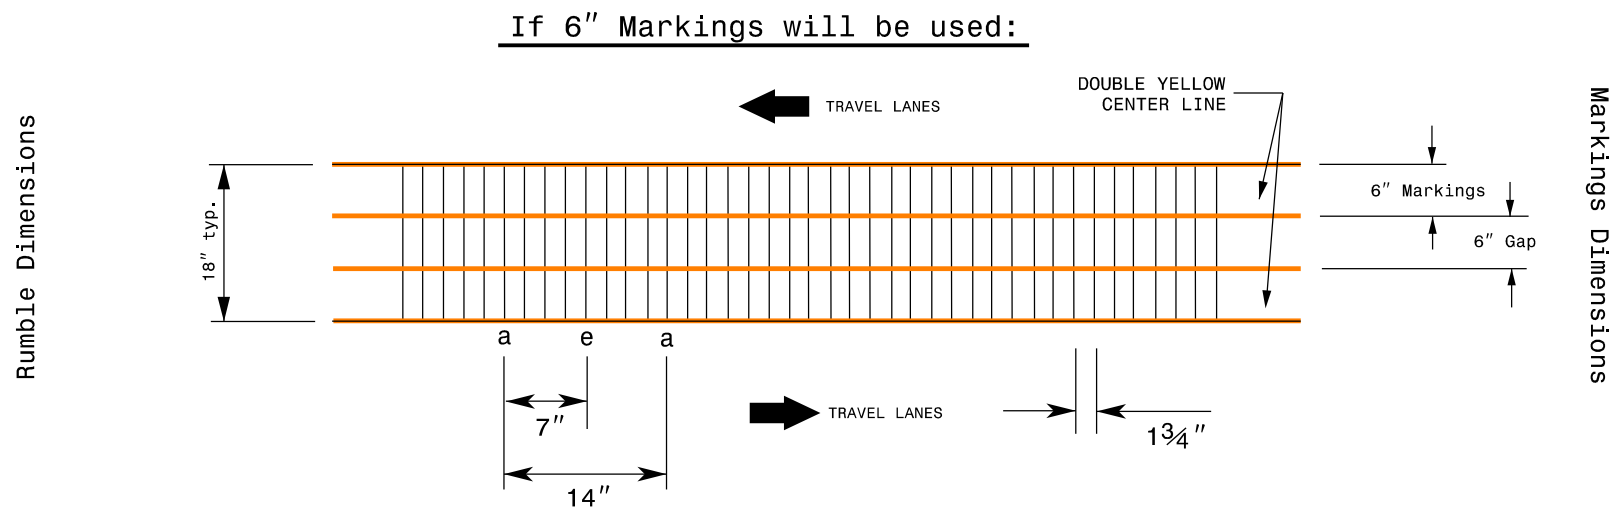 If 6" Markings will be used:
DOUBLE YELLOW
CENTER LINE
TRAVEL LANES
Rumble Dimensions
Markings Dimensions
18" typ.
6" Markings
6" Gap
a e a
7"
14"
TRAVEL LANES
1¾"